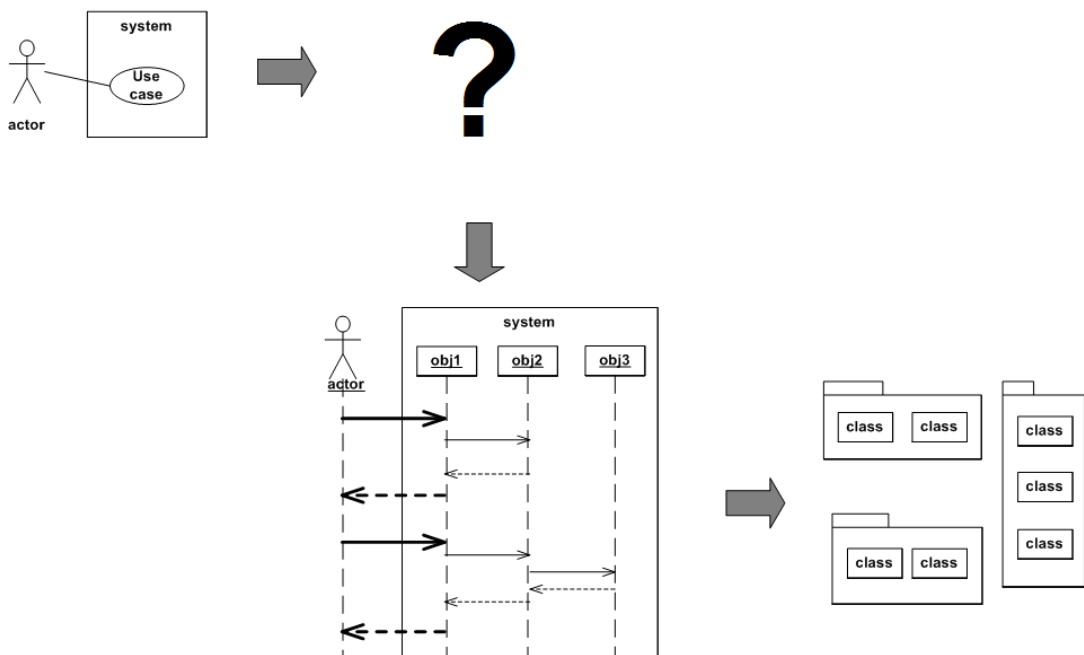 system
Use
case
actor
?
system
actor
obj1
obj2
obj3
class
class
class
class
class
class
class